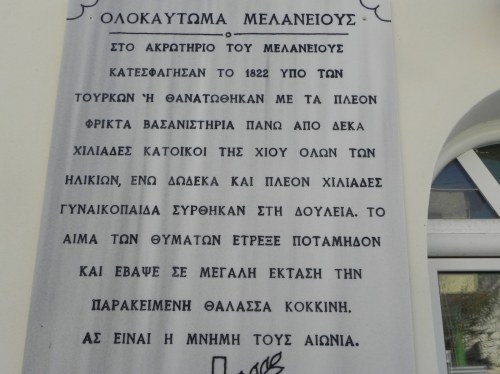 ΟΛΟΚΑΥΤΩΜΑ ΜΕΛΑΝΕΙΟΥΣ
ΣΤΟ ΑΚΡΩΤΗΡΙΟ ΤΟΥ ΜΕΛΑΝΕΙΟΥΣ
ΚΑΤΕΣΦΑΓΗΣΑΝ ΤΟ 1822 ΥΠΟ ΤΩΝ
ΤΟΥΡΚΩΝ Ή ΘΑΝΑΤΩΘΗΚΑΝ ΜΕ ΤΑ ΠΛΕΟΝ
ΦΡΙΚΤΑ ΒΑΣΑΝΙΣΤΗΡΙΑ ΠΑΝΩ ΑΠΟ ΔΕΚΑ
ΧΙΛΙΑΔΕΣ ΚΑΤΟΙΚΟΙ ΤΗΣ ΧΙΟΥ ΟΛΩΝ ΤΩΝ
ΗΛΙΚΙΩΝ, ΕΝΩ ΔΩΔΕΚΑ ΚΑΙ ΠΛΕΟΝ ΧΙΛΙΑΔΕΣ
ΓΥΝΑΙΚΟΠΑΙΔΑ ΣΥΡΘΗΚΑΝ ΣΤΗ ΔΟΥΛΕΙΑ. ΤΟ
ΑΙΜΑ ΤΩΝ ΘΥΜΑΤΩΝ ΕΤΡΕΞΕ ΠΟΤΑΜΗΔΟΝ
ΚΑΙ ΕΒΑΨΕ ΣΕ ΜΕΓΑΛΗ ΕΚΤΑΣΗ ΤΗΝ
ΠΑΡΑΚΕΙΜΕΝΗ ΘΑΛΑΣΣΑ ΚΟΚΚΙΝΗ.
ΑΣ ΕΙΝΑΙ Η ΜΝΗΜΗ ΤΟΥΣ ΑΙΩΝΙΑ.